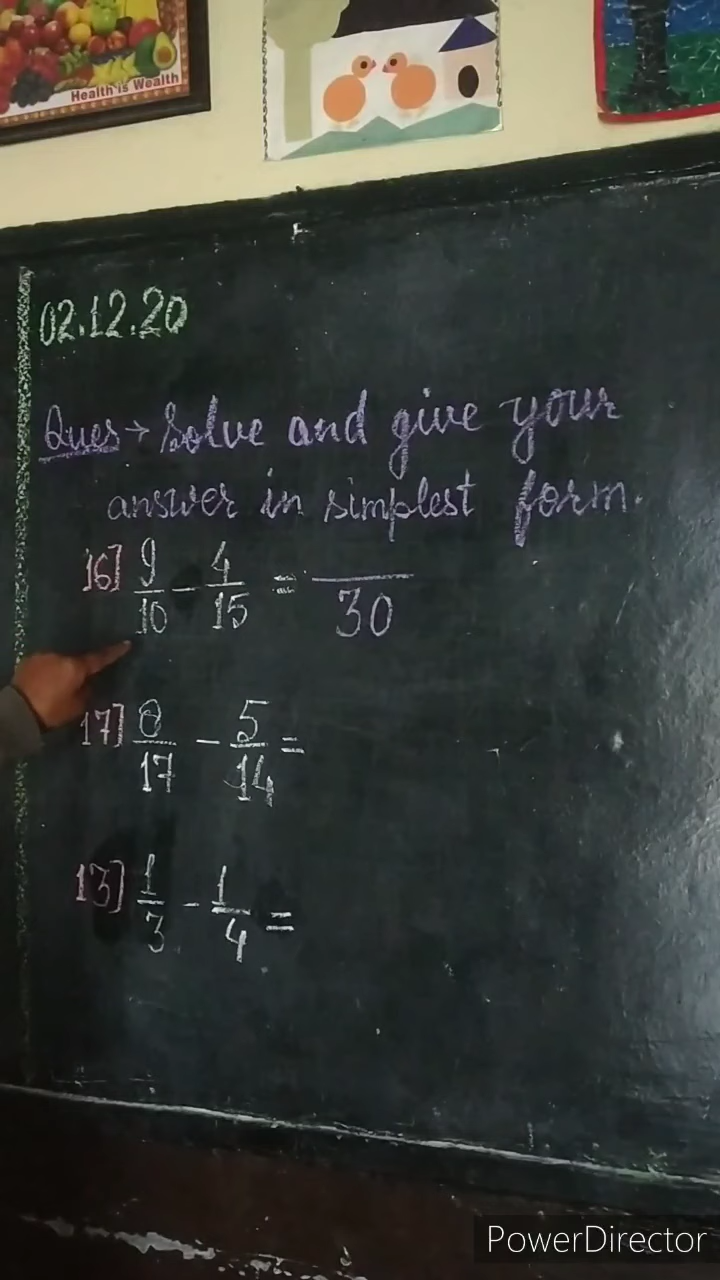 Health is Wealth
02.12.20
Ques → Solve and give your
answer in simplest form.
16] 9/10 - 4/15 = /30
17] 8/17 - 5/14 =
13] 1/3 - 1/4 =
PowerDirector